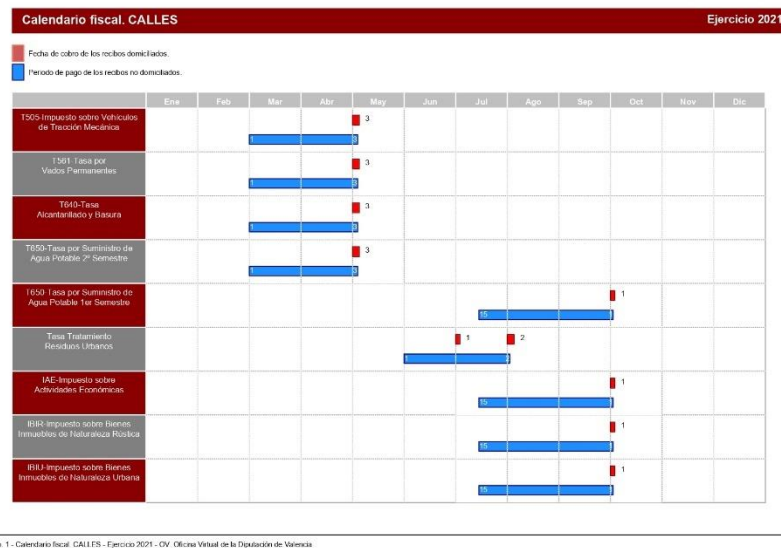 Calendario fiscal. CALLES
Ejercicio 2021
Fecha de cobro de los recibos domiciliados.
Periodo de pago de los recibos no domiciliados.
Ene Feb Mar Abr May Jun Jul Ago Sep Oct Nov Dic
T505-Impuesto sobre Vehículos
de Tracción Mecánica
3
1 3
T561-Tasa por
Vados Permanentes
3
1 3
T640-Tasa
Alcantarillado y Basura
3
1 3
T650-Tasa por Suministro de
Agua Potable 2º Semestre
3
1 3
T650-Tasa por Suministro de
Agua Potable 1er Semestre
1
15 1
Tasa Tratamiento
Residuos Urbanos
1 2
1
IAE-Impuesto sobre
Actividades Económicas
1
15 1
IBIR-Impuesto sobre Bienes
Inmuebles de Naturaleza Rústica
1
15 1
IBIU-Impuesto sobre Bienes
Inmuebles de Naturaleza Urbana
1
15 1
. 1 - Calendario fiscal. CALLES - Ejercicio 2021 - OV. Oficina Virtual de la Diputación de Valencia